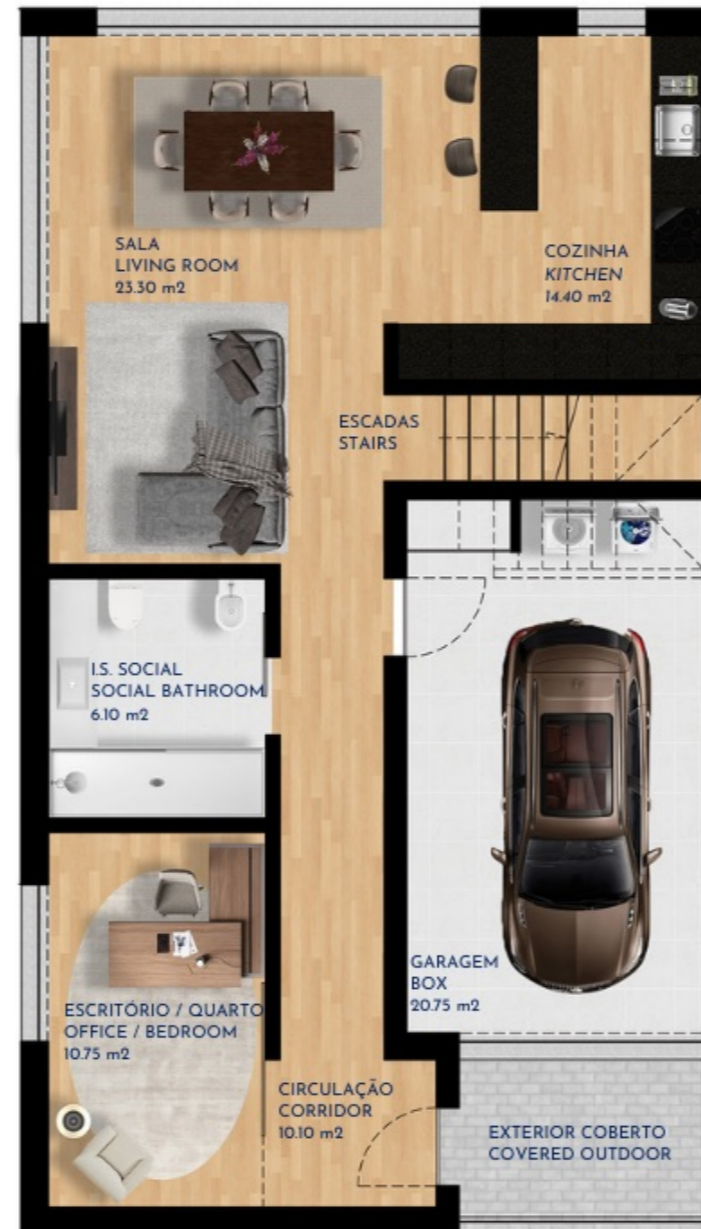 SALA
LIVING ROOM
23.30 m2
COZINHA
KITCHEN
14.40 m2
ESCADAS
STAIRS
I.S. SOCIAL
SOCIAL BATHROOM
6.10 m2
GARAGEM
BOX
20.75 m2
ESCRITÓRIO / QUARTO
OFFICE / BEDROOM
10.75 m2
CIRCULAÇÃO
CORRIDOR
10.10 m2
EXTERIOR COBERTO
COVERED OUTDOOR